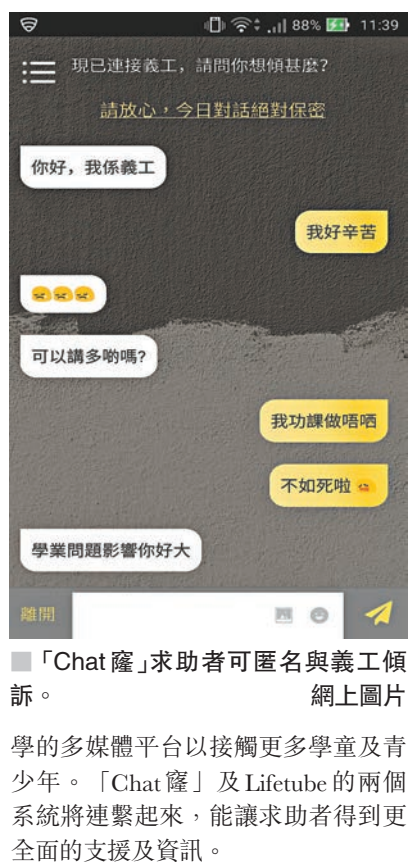 88% 11:39
現已連接義工，請問你想傾甚麼？
請放心，今日對話絕對保密
你好，我係義工
我好辛苦
可以講多啲嗎?
我功課做唔晒
不如死啦
學業問題影響你好大
離開
■「Chat窿」求助者可匿名與義工傾
訴。 網上圖片
學的多媒體平台以接觸更多學童及青
少年。「Chat窿」及Lifetube的兩個
系統將連繫起來，能讓求助者得到更
全面的支援及資訊。